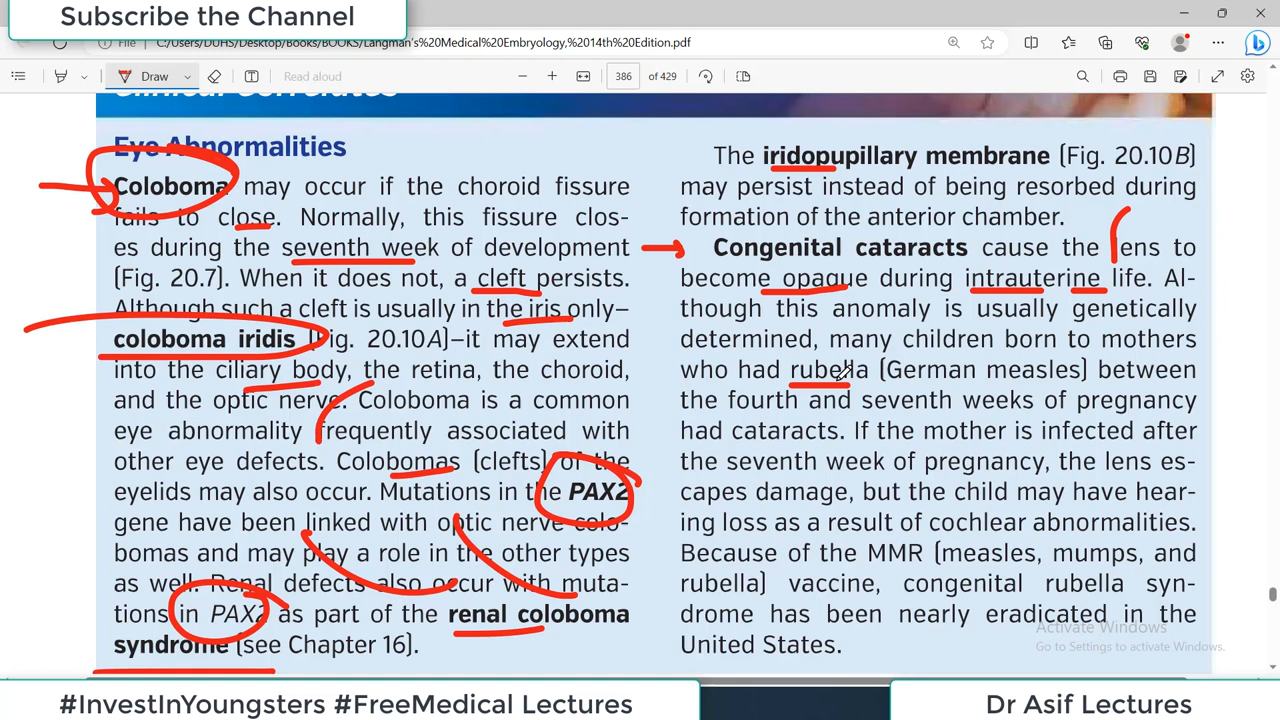 Subscribe the Channel
File
C:/Users/DUHS/Desktop/Books/BOOKS/Langman's%20Medical%20Embryology,%2014th%20Edition.pdf
Draw
Read aloud
386 of 429
Clinical Correlates
Eye Abnormalities
Coloboma may occur if the choroid fissure
fails to close. Normally, this fissure clos-
es during the seventh week of development
(Fig. 20.7). When it does not, a cleft persists.
Although such a cleft is usually in the iris only—
coloboma iridis (Fig. 20.10A)—it may extend
into the ciliary body, the retina, the choroid,
and the optic nerve. Coloboma is a common
eye abnormality frequently associated with
other eye defects. Colobomas (clefts) of the
eyelids may also occur. Mutations in the PAX2
gene have been linked with optic nerve colo-
bomas and may play a role in the other types
as well. Renal defects also occur with muta-
tions in PAX2 as part of the renal coloboma
syndrome (see Chapter 16).
The iridopupillary membrane (Fig. 20.10B)
may persist instead of being resorbed during
formation of the anterior chamber.
Congenital cataracts cause the lens to
become opaque during intrauterine life. Al-
though this anomaly is usually genetically
determined, many children born to mothers
who had rubella (German measles) between
the fourth and seventh weeks of pregnancy
had cataracts. If the mother is infected after
the seventh week of pregnancy, the lens es-
capes damage, but the child may have hear-
ing loss as a result of cochlear abnormalities.
Because of the MMR (measles, mumps, and
rubella) vaccine, congenital rubella syn-
drome has been nearly eradicated in the
United States.
Activate Windows
Go to Settings to activate Windows.
#InvestInYoungsters #FreeMedical Lectures
Dr Asif Lectures